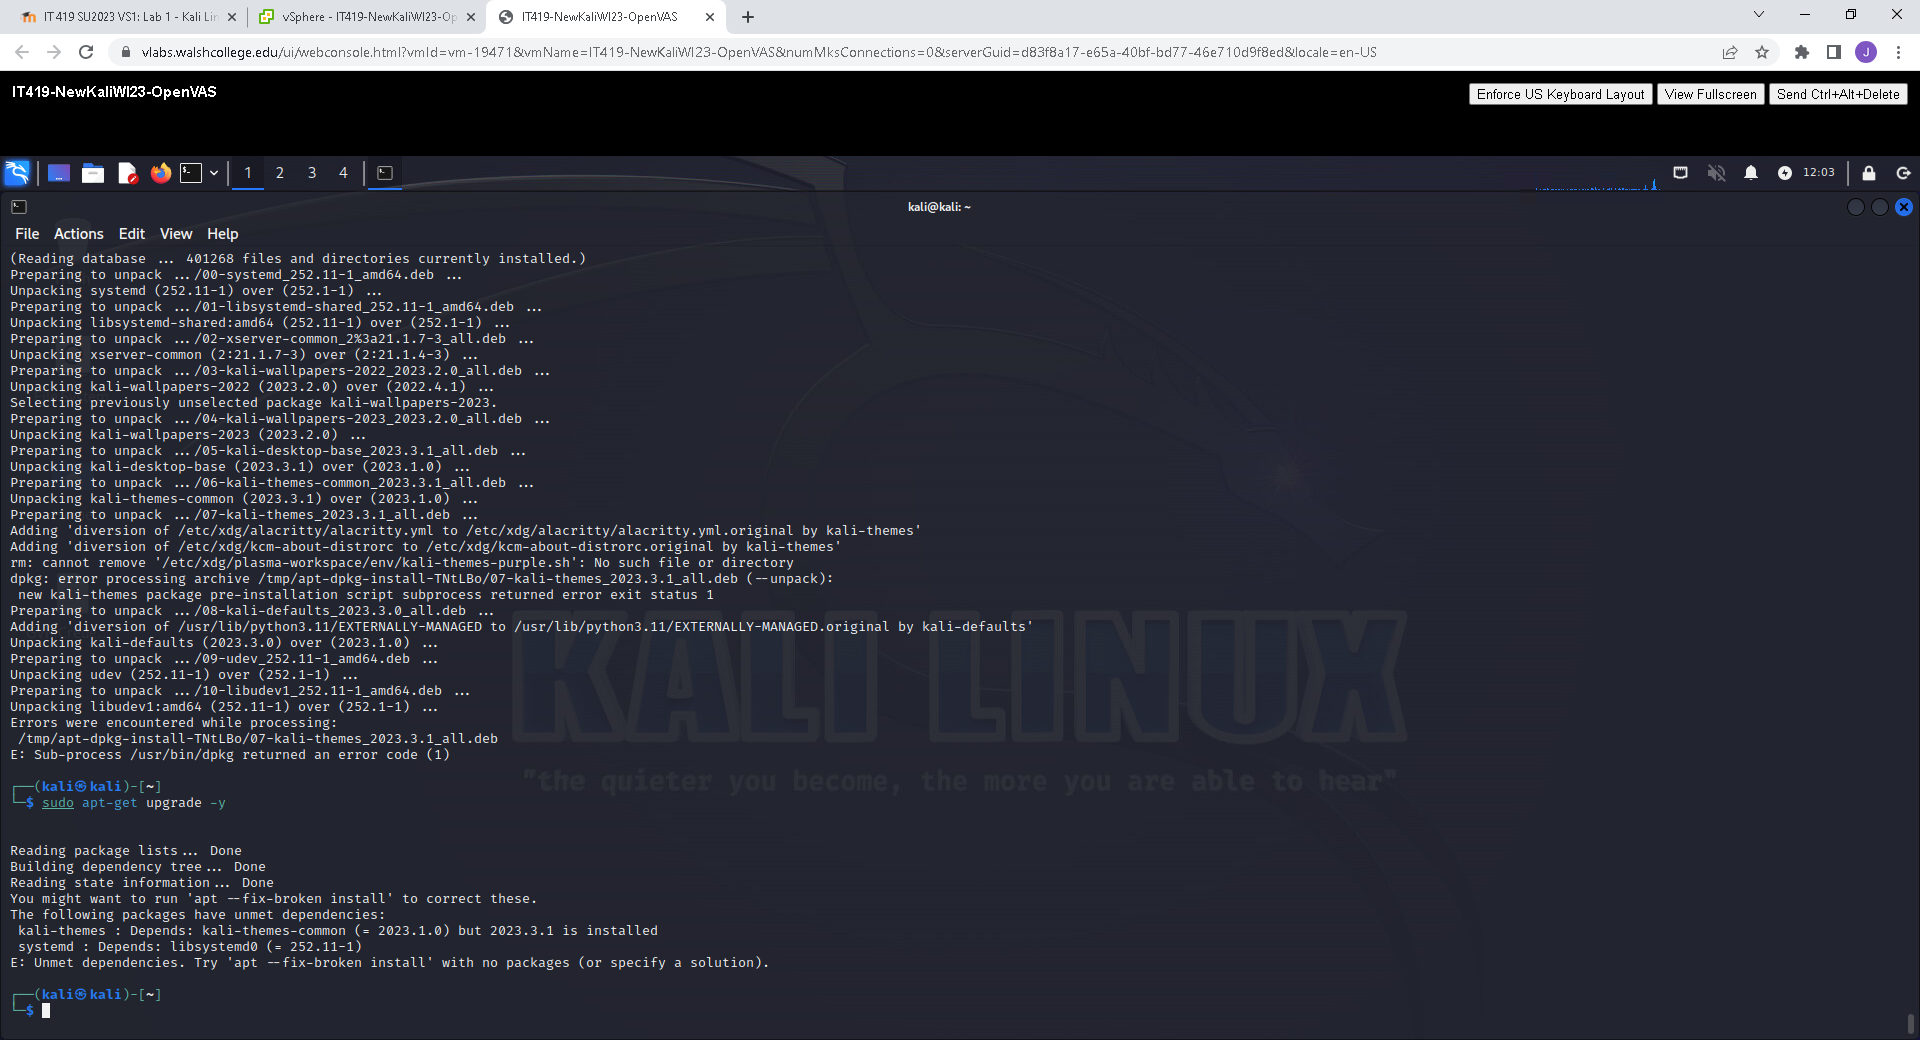 IT419 SU2023 VS1: Lab 1 - Kali Lin
vSphere - IT419-NewKaliWI23-Op
IT419-NewKaliWI23-OpenVAS
vlabs.walshcollege.edu/ui/webconsole.html?vmId=vm-19471&vmName=IT419-NewKaliWI23-OpenVAS&numMksConnections=0&serverGuid=d83f8a17-e65a-40bf-bd77-46e710d9f8ed&locale=en-US
J
IT419-NewKaliWI23-OpenVAS
Enforce US Keyboard Layout View Fullscreen Send Ctrl+Alt+Delete
1 2 3 4 12:03
kali@kali: ~
File Actions Edit View Help
(Reading database ... 401268 files and directories currently installed.)
Preparing to unpack .../00-systemd_252.11-1_amd64.deb ...
Unpacking systemd (252.11-1) over (252.1-1) ...
Preparing to unpack .../01-libsystemd-shared_252.11-1_amd64.deb ...
Unpacking libsystemd-shared:amd64 (252.11-1) over (252.1-1) ...
Preparing to unpack .../02-xserver-common_2%3a21.1.7-3_all.deb ...
Unpacking xserver-common (2:21.1.7-3) over (2:21.1.4-3) ...
Preparing to unpack .../03-kali-wallpapers-2022_2023.2.0_all.deb ...
Unpacking kali-wallpapers-2022 (2023.2.0) over (2022.4.1) ...
Selecting previously unselected package kali-wallpapers-2023.
Preparing to unpack .../04-kali-wallpapers-2023_2023.2.0_all.deb ...
Unpacking kali-wallpapers-2023 (2023.2.0) ...
Preparing to unpack .../05-kali-desktop-base_2023.3.1_all.deb ...
Unpacking kali-desktop-base (2023.3.1) over (2023.1.0) ...
Preparing to unpack .../06-kali-themes-common_2023.3.1_all.deb ...
Unpacking kali-themes-common (2023.3.1) over (2023.1.0) ...
Preparing to unpack .../07-kali-themes_2023.3.1_all.deb ...
Adding 'diversion of /etc/xdg/alacritty/alacritty.yml to /etc/xdg/alacritty/alacritty.yml.original by kali-themes'
Adding 'diversion of /etc/xdg/kcm-about-distrorc to /etc/xdg/kcm-about-distrorc.original by kali-themes'
rm: cannot remove '/etc/xdg/plasma-workspace/env/kali-themes-purple.sh': No such file or directory
dpkg: error processing archive /tmp/apt-dpkg-install-TNtLBo/07-kali-themes_2023.3.1_all.deb (--unpack):
new kali-themes package pre-installation script subprocess returned error exit status 1
Preparing to unpack .../08-kali-defaults_2023.3.0_all.deb ...
Adding 'diversion of /usr/lib/python3.11/EXTERNALLY-MANAGED to /usr/lib/python3.11/EXTERNALLY-MANAGED.original by kali-defaults'
Unpacking kali-defaults (2023.3.0) over (2023.1.0) ...
Preparing to unpack .../09-udev_252.11-1_amd64.deb ...
Unpacking udev (252.11-1) over (252.1-1) ...
Preparing to unpack .../10-libudev1_252.11-1_amd64.deb ...
Unpacking libudev1:amd64 (252.11-1) over (252.1-1) ...
Errors were encountered while processing:
/tmp/apt-dpkg-install-TNtLBo/07-kali-themes_2023.3.1_all.deb
E: Sub-process /usr/bin/dpkg returned an error code (1)
KALI LINUX
"the quieter you become, the more you are able to hear"
┌──(kali㉿kali)-[~]
└─$ sudo apt-get upgrade -y
Reading package lists... Done
Building dependency tree... Done
Reading state information... Done
You might want to run 'apt --fix-broken install' to correct these.
The following packages have unmet dependencies:
kali-themes : Depends: kali-themes-common (= 2023.1.0) but 2023.3.1 is installed
systemd : Depends: libsystemd0 (= 252.11-1)
E: Unmet dependencies. Try 'apt --fix-broken install' with no packages (or specify a solution).
┌──(kali㉿kali)-[~]
└─$